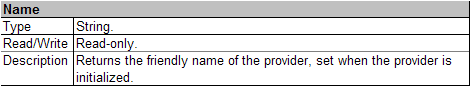 Name
Type String.
Read/Write Read-only.
Description Returns the friendly name of the provider, set when the provider is
initialized.